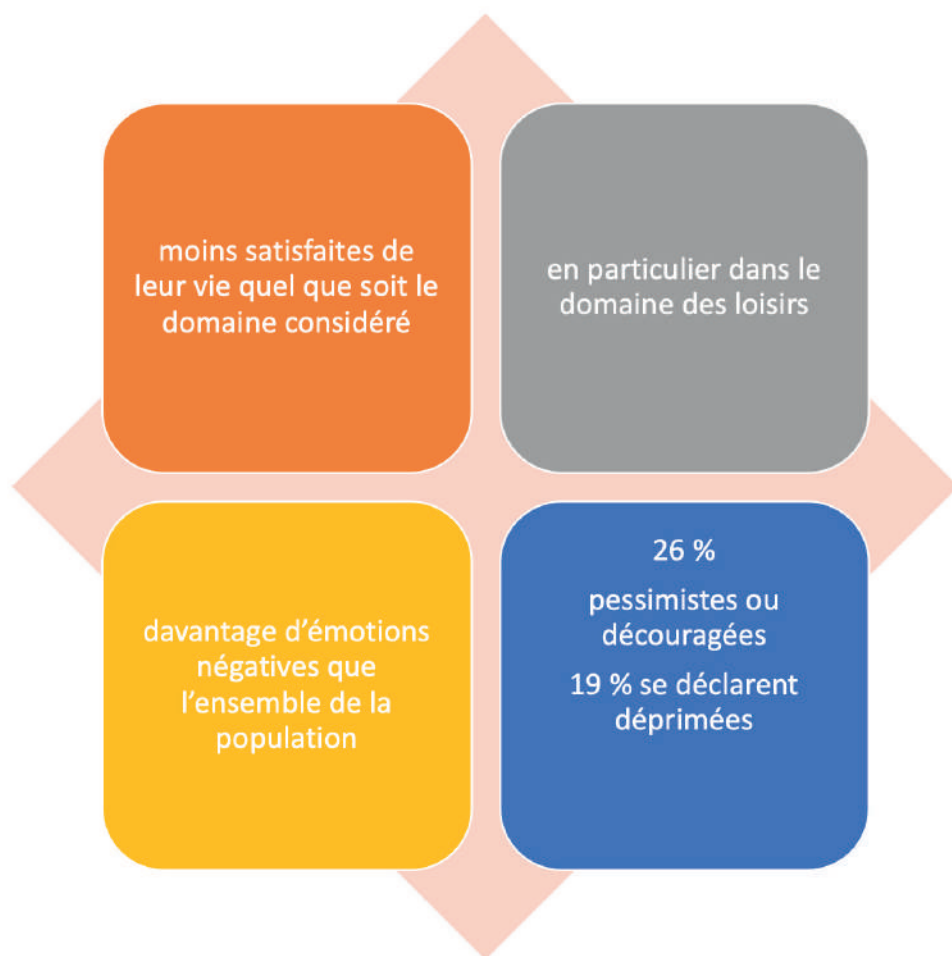 moins satisfaites de
leur vie quel que soit le
domaine considéré
en particulier dans le
domaine des loisirs
davantage d’émotions
négatives que
l’ensemble de la
population
26 %
pessimistes ou
découragées
19 % se déclarent
déprimées